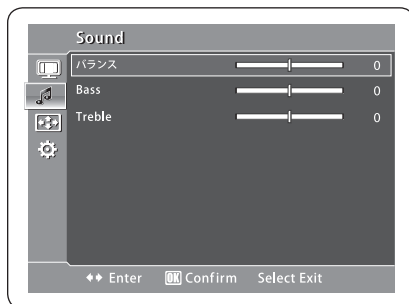 Sound
バランス 0
Bass 0
Treble 0
Enter OK Confirm Select Exit